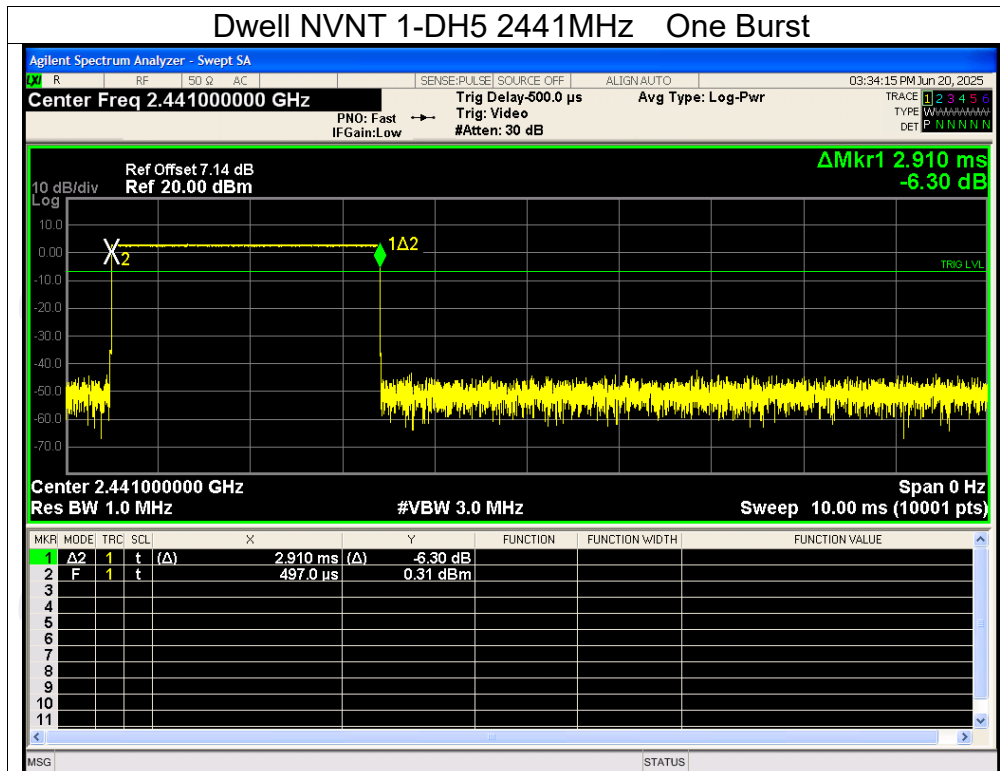 Dwell NVNT 1-DH5 2441MHz One Burst
Agilent Spectrum Analyzer - Swept SA
LXI R RF 50 Ω AC SENSE:PULSE SOURCE OFF ALIGN AUTO 03:34:15 PM Jun 20, 2025
Center Freq 2.441000000 GHz Trig Delay-500.0 µs Avg Type: Log-Pwr TRACE 1 2 3 4 5 6
PNO: Fast Trig: Video TYPE WWWWWW
IFGain:Low #Atten: 30 dB DET P N N N N N
ΔMkr1 2.910 ms
-6.30 dB
Ref Offset 7.14 dB
10 dB/div Ref 20.00 dBm
Log
10.0
0.00
-10.0
-20.0
-30.0
-40.0
-50.0
-60.0
-70.0
2
1Δ2
TRIG LVL
Center 2.441000000 GHz Span 0 Hz
Res BW 1.0 MHz #VBW 3.0 MHz Sweep 10.00 ms (10001 pts)
MKR MODE TRC SCL X Y FUNCTION FUNCTION WIDTH FUNCTION VALUE
1 Δ2 1 t (Δ) 2.910 ms (Δ) -6.30 dB
2 F 1 t 497.0 µs 0.31 dBm
3
4
5
6
7
8
9
10
11
MSG STATUS